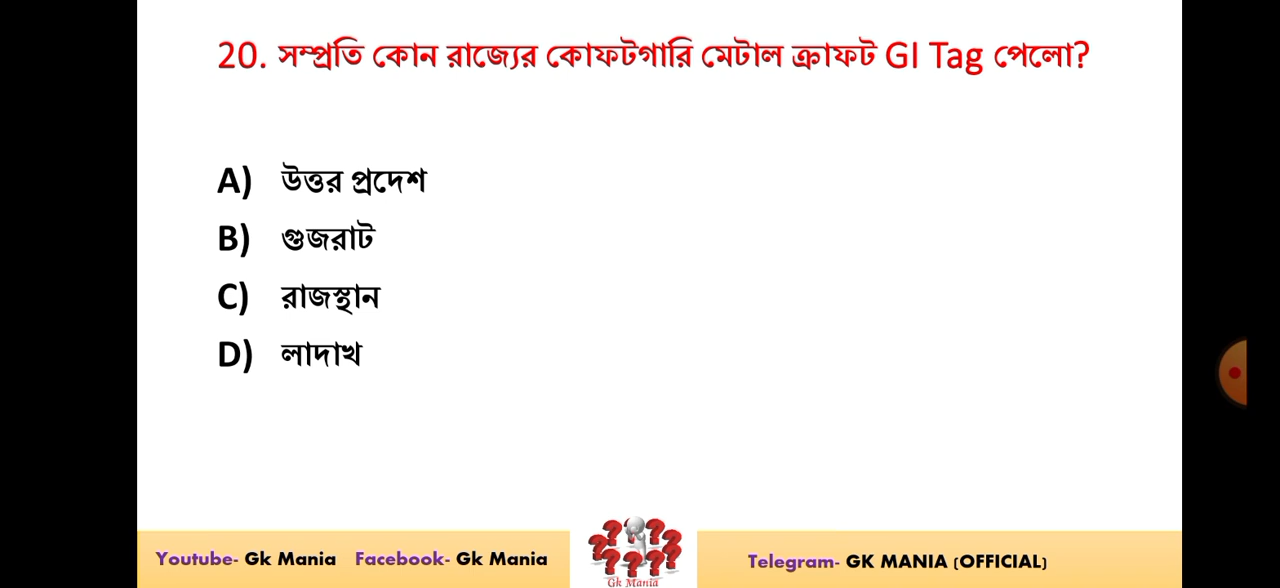 20. সম্প্রতি কোন রাজ্যের কোফটগারি মেটাল ক্রাফট GI Tag পেলো?
A) উত্তর প্রদেশ
B) গুজরাট
C) রাজস্থান
D) লাদাখ
Youtube- Gk Mania Facebook- Gk Mania
Gk Mania
Telegram- GK MANIA (OFFICIAL)